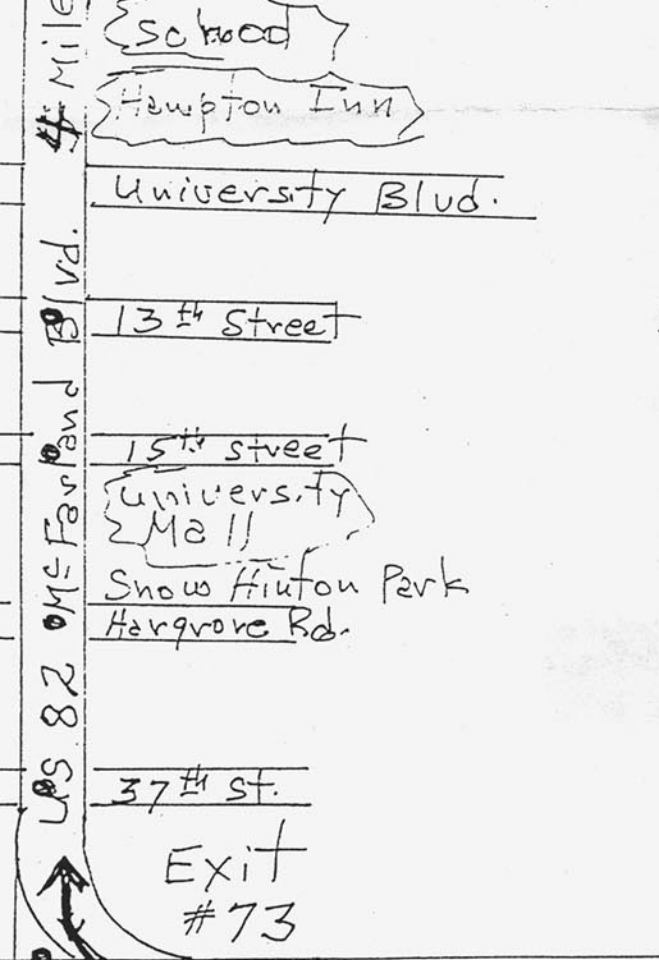 School
Hampton Inn
University Blvd.
13th Street
15th street
University
Mall
Snow Hinton Park
Hargrove Rd.
37th St.
Exit
#73
US 82 McFarland Blvd. 4 Mile